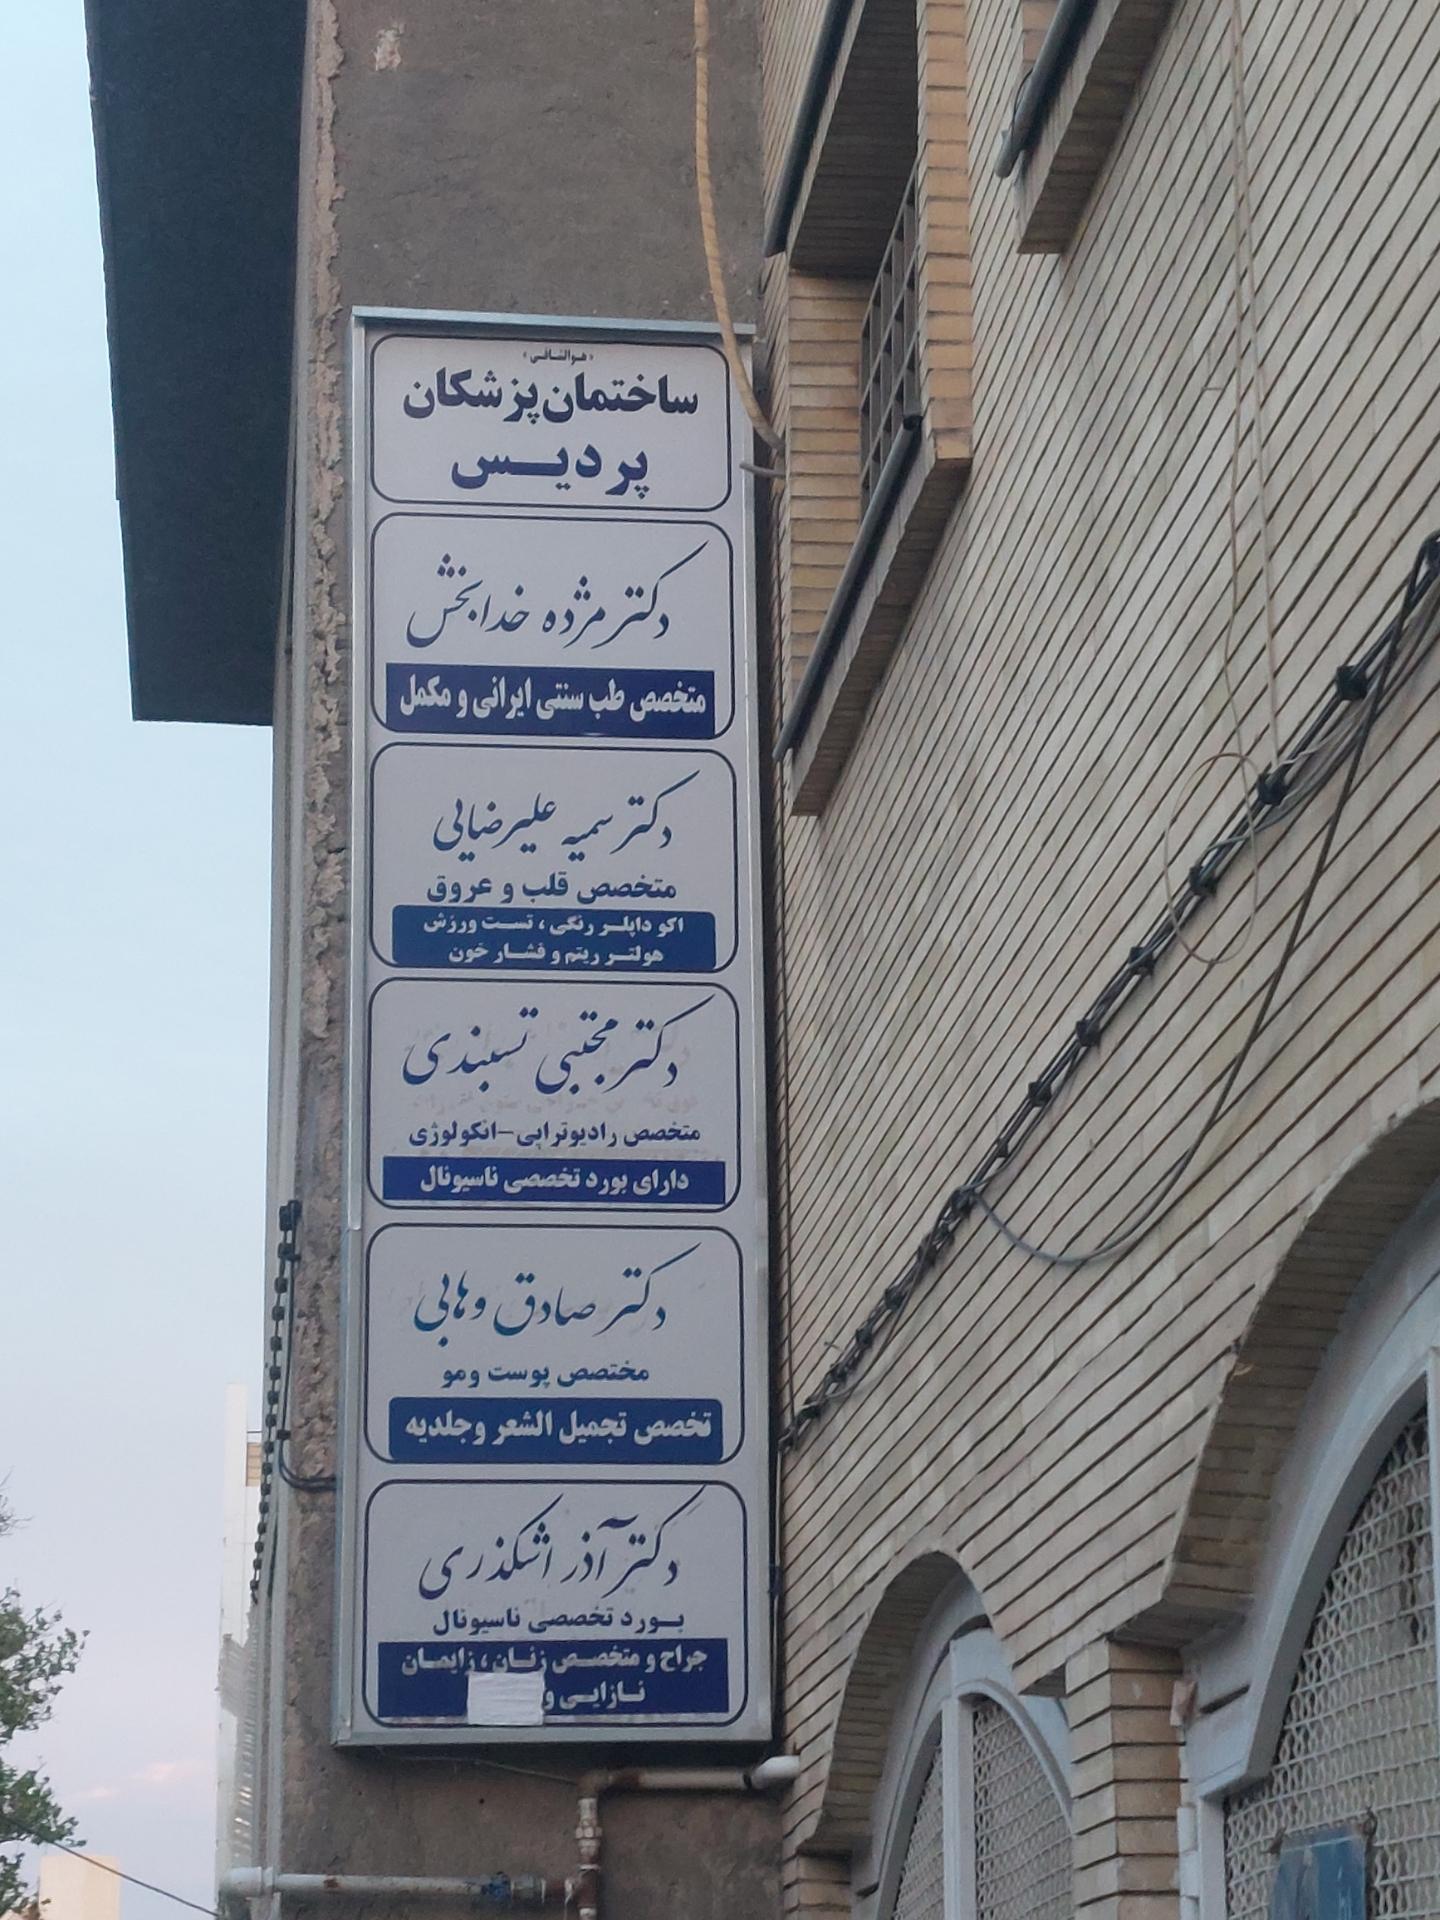 «هوالشافی»
ساختمان پزشکان
پردیس
دکتر مژده خدابخش
متخصص طب سنتی ایرانی و مکمل
دکتر سمیه علیرضایی
متخصص قلب و عروق
اکو داپلر رنگی ، تست ورزش
هولتر ریتم و فشار خون
دکتر مجتبی تسبندی
متخصص رادیوتراپی-انکولوژی
دارای بورد تخصصی ناسیونال
دکتر صادق وهابی
مختصص پوست ومو
تخصص تجمیل الشعر وجلدیه
دکتر آذر اشکذری
بورد تخصصی ناسیونال
جراح و متخصص زنان ، زایمان
نازایی و